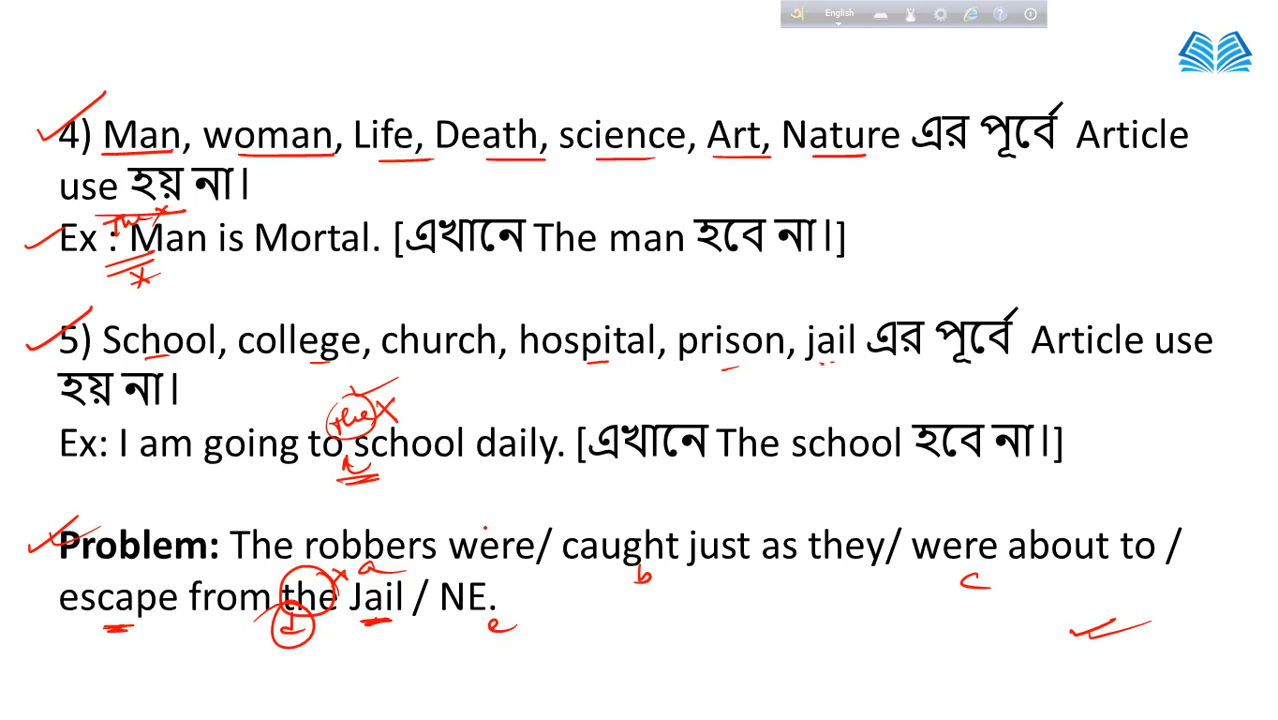 অ English
4) Man, woman, Life, Death, science, Art, Nature এর পূর্বে Article
use হয় না।
The x
Ex : Man is Mortal. [এখানে The man হবে না।]
x
5) School, college, church, hospital, prison, jail এর পূর্বে Article use
হয় না।
the x
Ex: I am going to school daily. [এখানে The school হবে না।]
Problem: The robbers were/ caught just as they/ were about to /
x a b c
escape from the Jail / NE.
d e